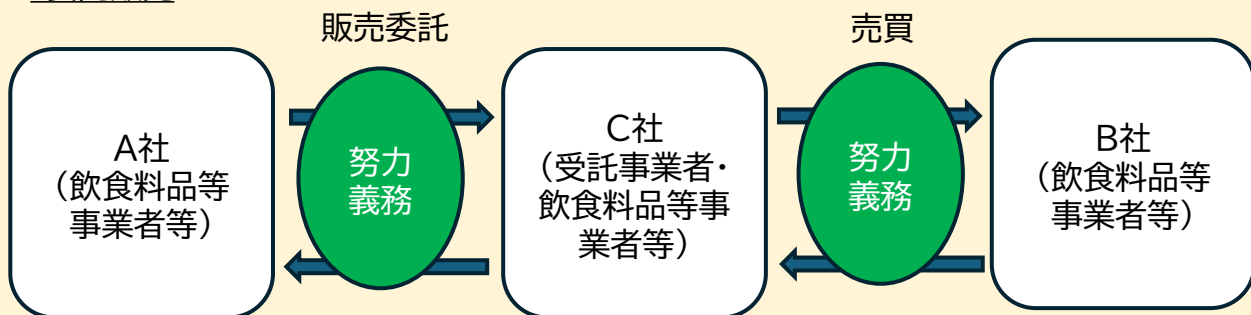 販売委託
売買
A社
（飲食料品等
事業者等）
努力
義務
C社
（受託事業者・
飲食料品等事
業者等）
努力
義務
B社
（飲食料品等
事業者等）